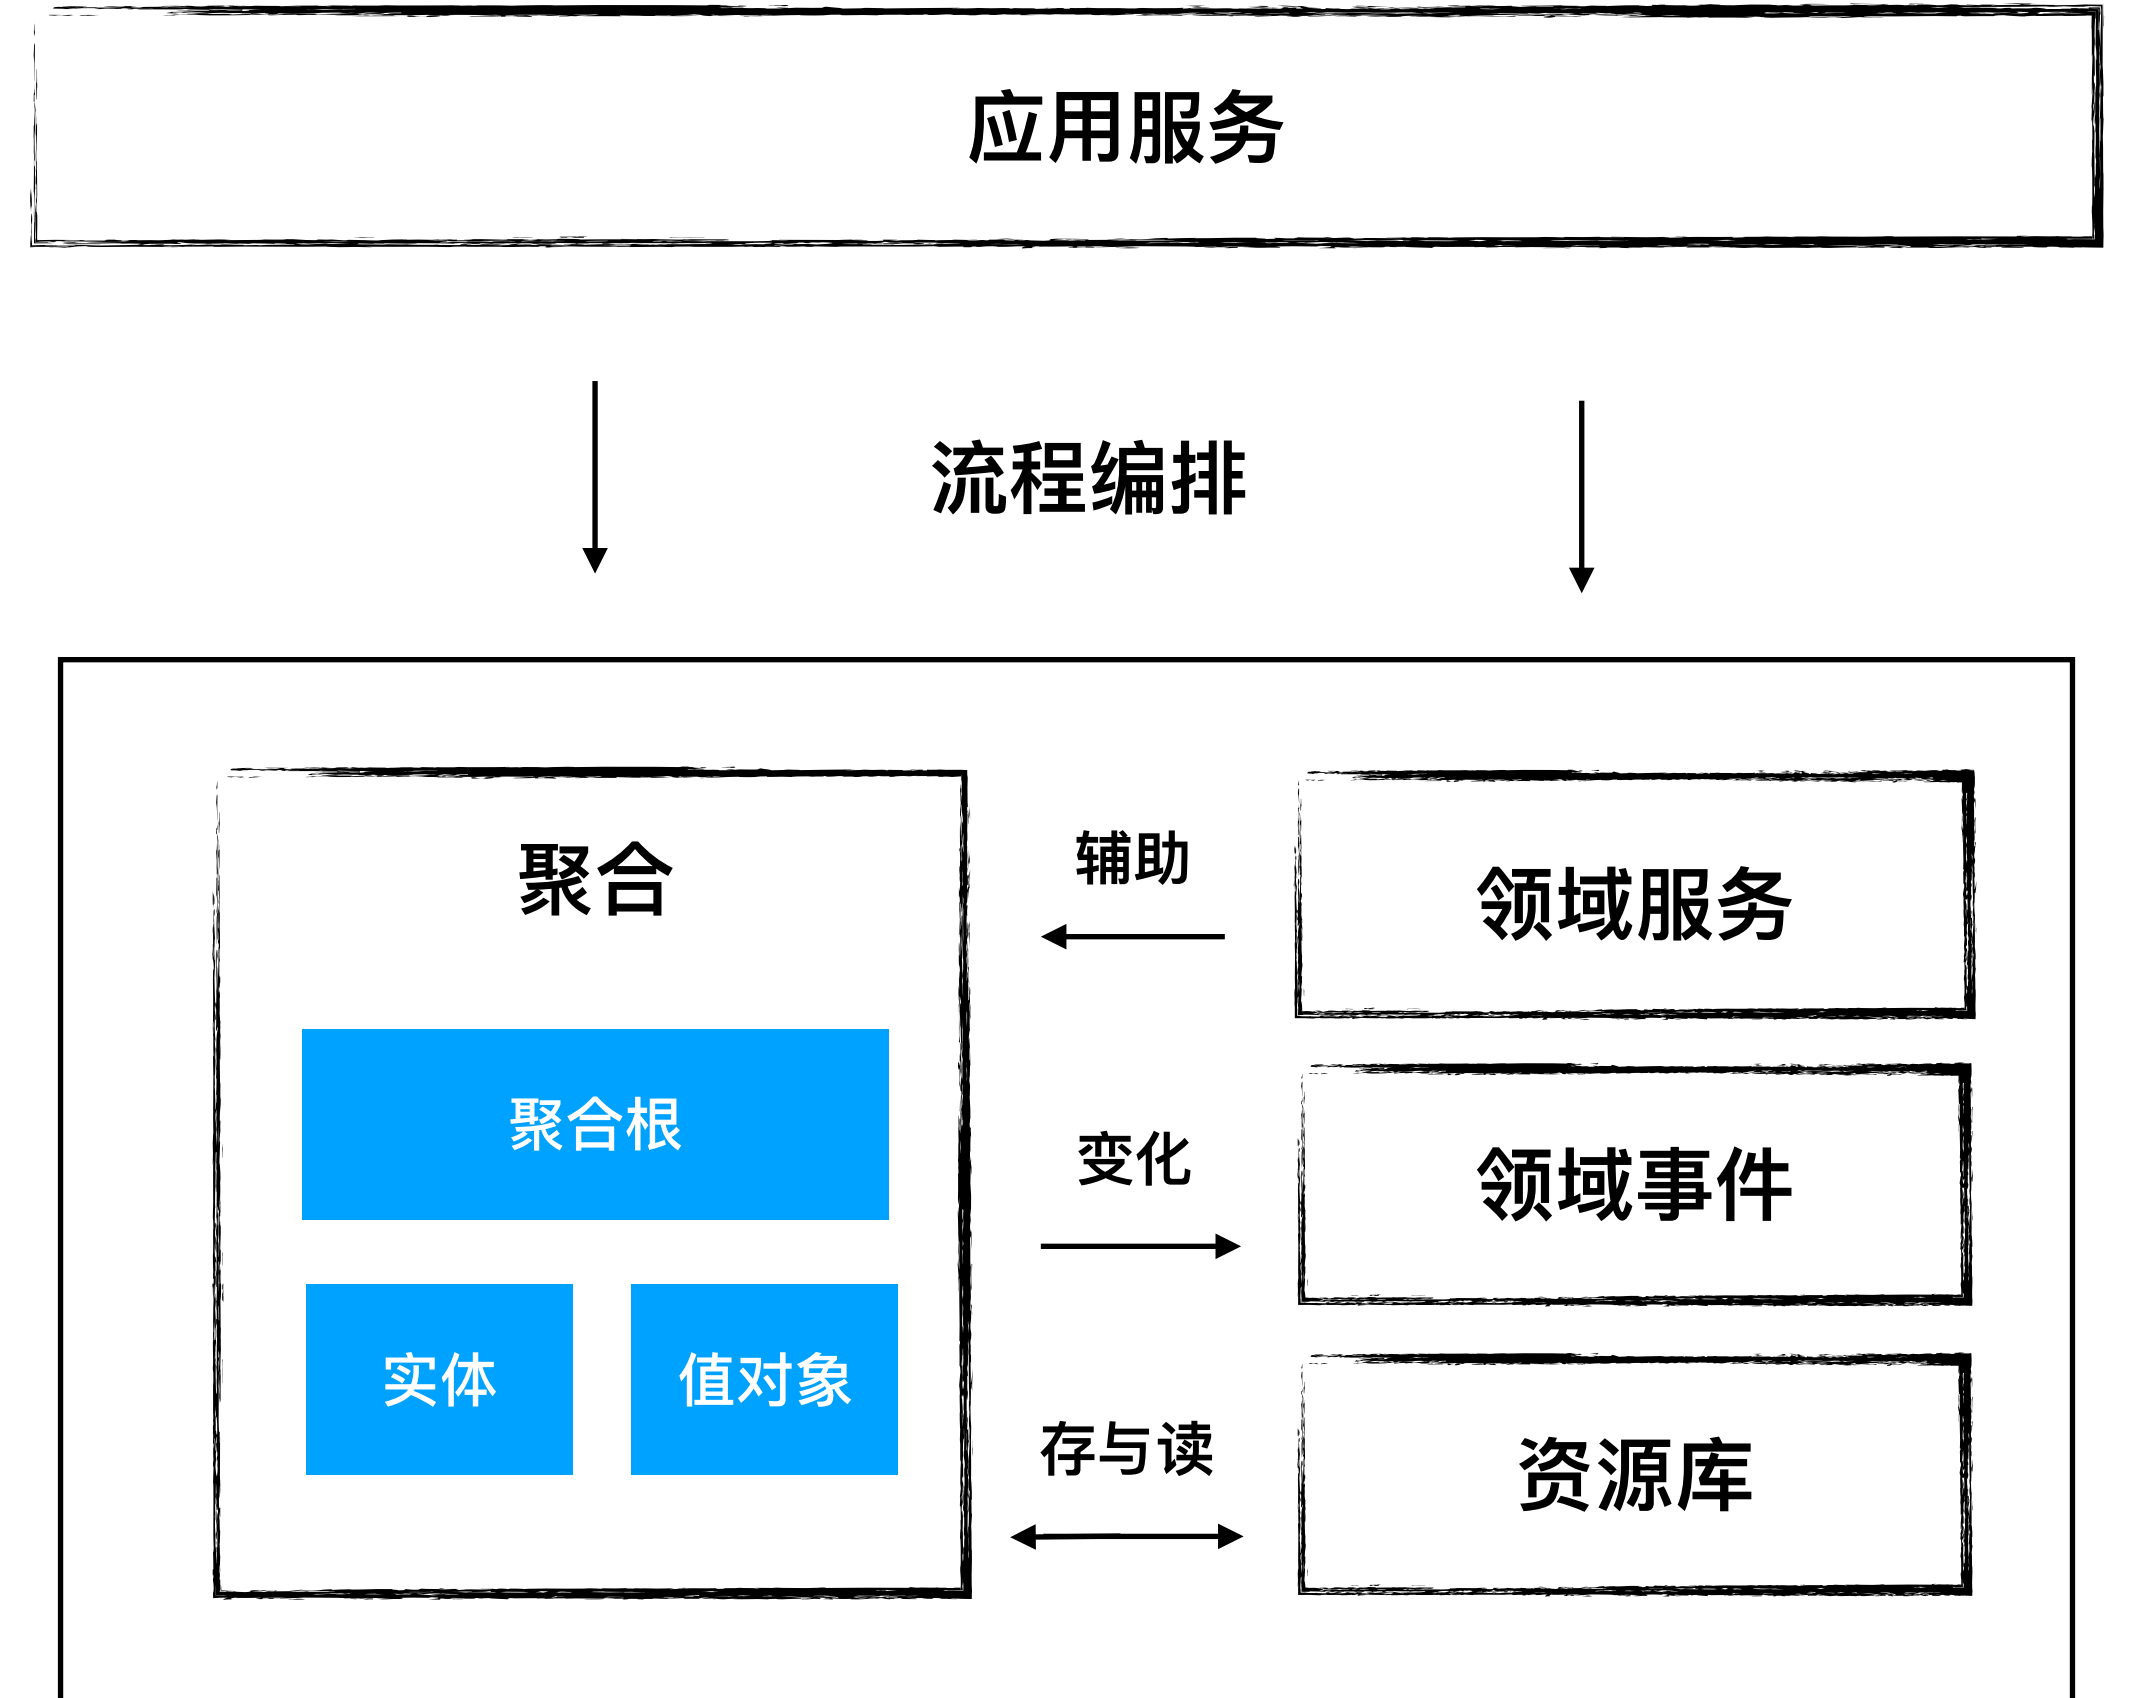 应用服务
流程编排
聚合
辅助
领域服务
聚合根
变化
领域事件
实体
值对象
存与读
资源库